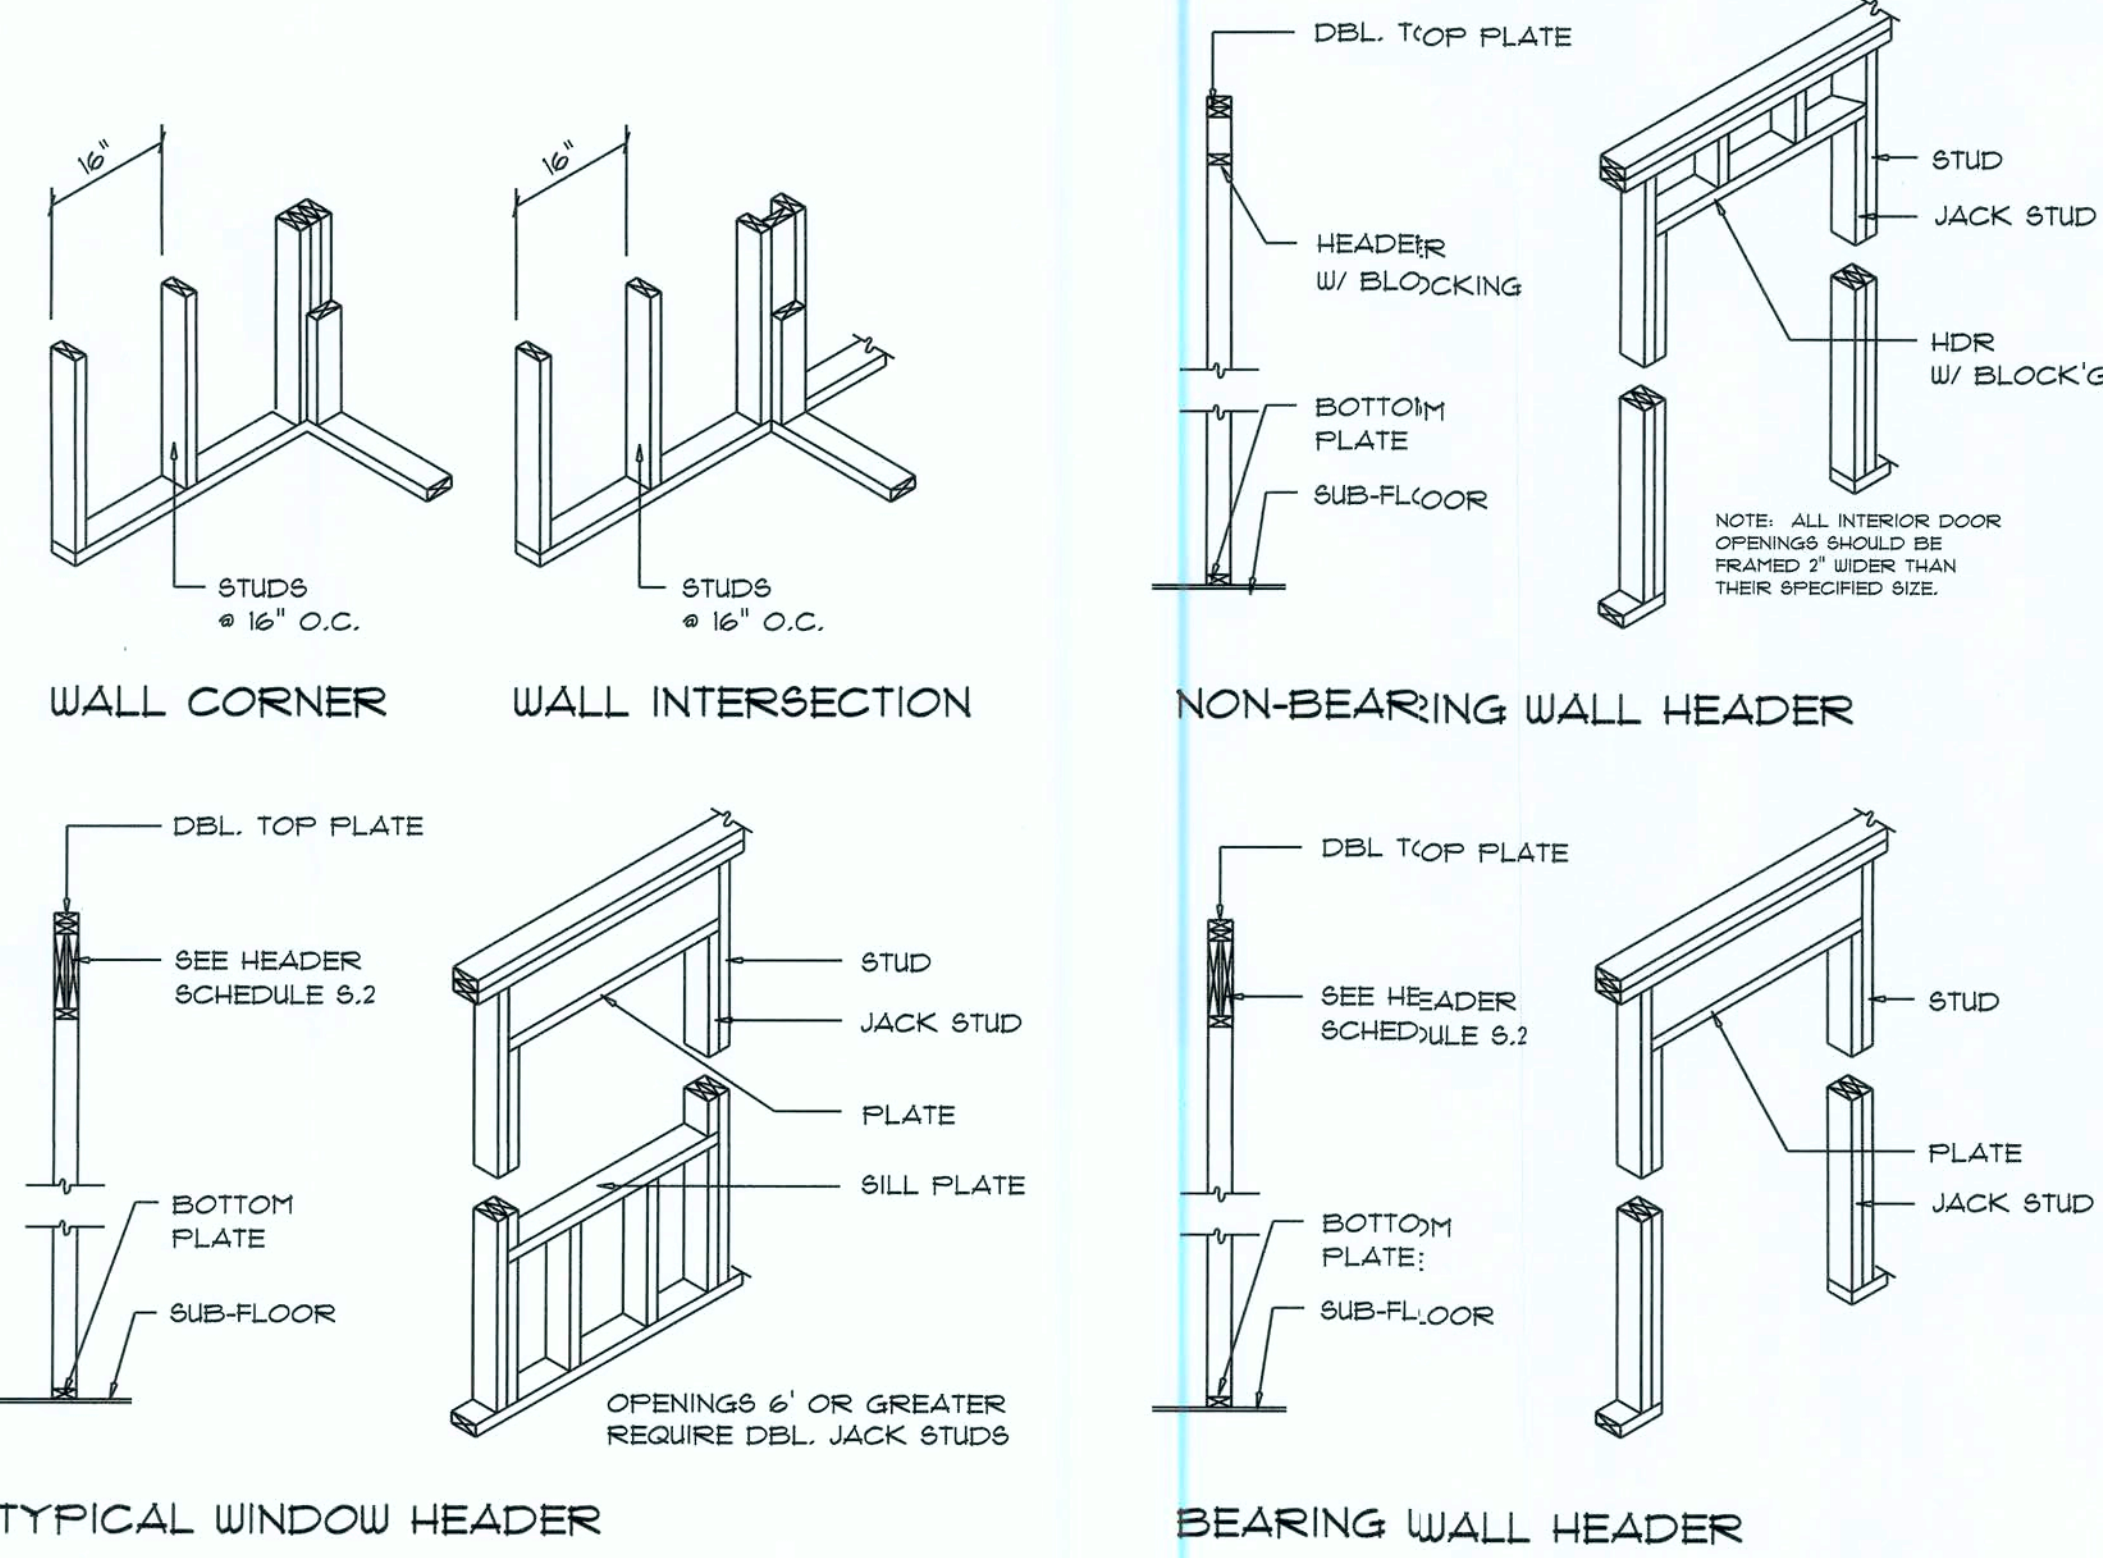 16"
STUDS
@ 16" O.C.
WALL CORNER
16"
STUDS
@ 16" O.C.
WALL INTERSECTION
DBL. TOP PLATE
HEADER
W/ BLOCKING
BOTTOM
PLATE
SUB-FLOOR
STUD
JACK STUD
HDR
W/ BLOCK'G
NOTE: ALL INTERIOR DOOR
OPENINGS SHOULD BE
FRAMED 2" WIDER THAN
THEIR SPECIFIED SIZE.
NON-BEARING WALL HEADER
DBL. TOP PLATE
SEE HEADER
SCHEDULE S.2
BOTTOM
PLATE
SUB-FLOOR
STUD
JACK STUD
PLATE
SILL PLATE
OPENINGS 6' OR GREATER
REQUIRE DBL. JACK STUDS
TYPICAL WINDOW HEADER
DBL TOP PLATE
SEE HEADER
SCHEDULE S.2
BOTTOM
PLATE
SUB-FLOOR
STUD
PLATE
JACK STUD
BEARING WALL HEADER